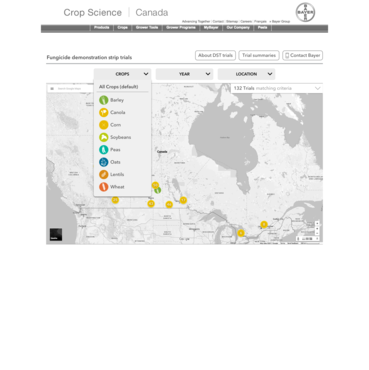 Crop Science | Canada
BAYER
Advancing Together Contact Sitemap Careers Français > Bayer Group
Products Crops Grower Tools Grower Programs MyBayer Our Company Pests
Fungicide demonstration strip trials
About DST trials
Trial summaries
Contact Bayer
CROPS
YEAR
LOCATION
132 Trials matching criteria
All Crops (default)
Barley
Canola
Corn
Soybeans
Peas
Oats
Lentils
Wheat
Canada